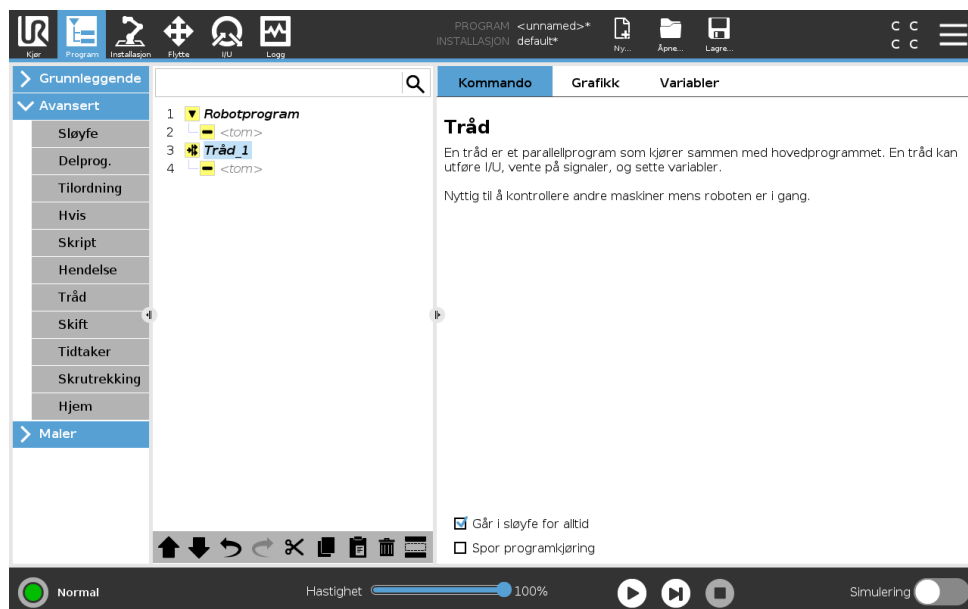 PROGRAM <unnamed>*
INSTALLASJON default*
C C
C C
Kjør
Program
Installasjon
Flytte
I/U
Logg
Ny...
Åpne...
Lagre...
Grunnleggende
Avansert
Sløyfe
Delprog.
Tilordning
Hvis
Skript
Hendelse
Tråd
Skift
Tidtaker
Skrutrekking
Hjem
Maler
1 Robotprogram
2 <tom>
3 Tråd_1
4 <tom>
Kommando Grafikk Variabler
Tråd
En tråd er et parallellprogram som kjører sammen med hovedprogrammet. En tråd kan
utføre I/U, vente på signaler, og sette variabler.
Nyttig til å kontrollere andre maskiner mens roboten er i gang.
Går i sløyfe for alltid
Spor programkjøring
Normal
Hastighet 100%
Simulering